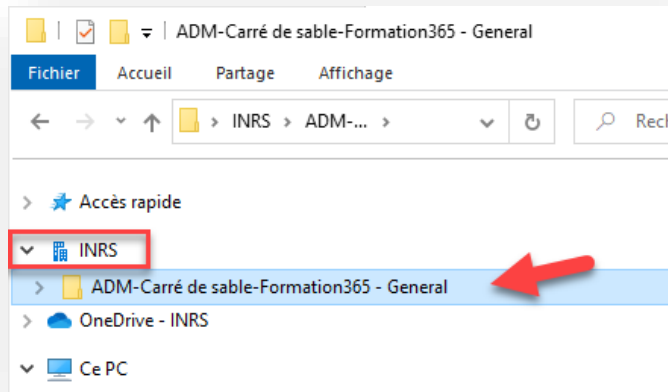 ADM-Carré de sable-Formation365 - General
Fichier Accueil Partage Affichage
INRS > ADM-... >
Accès rapide
INRS
ADM-Carré de sable-Formation365 - General
OneDrive - INRS
Ce PC